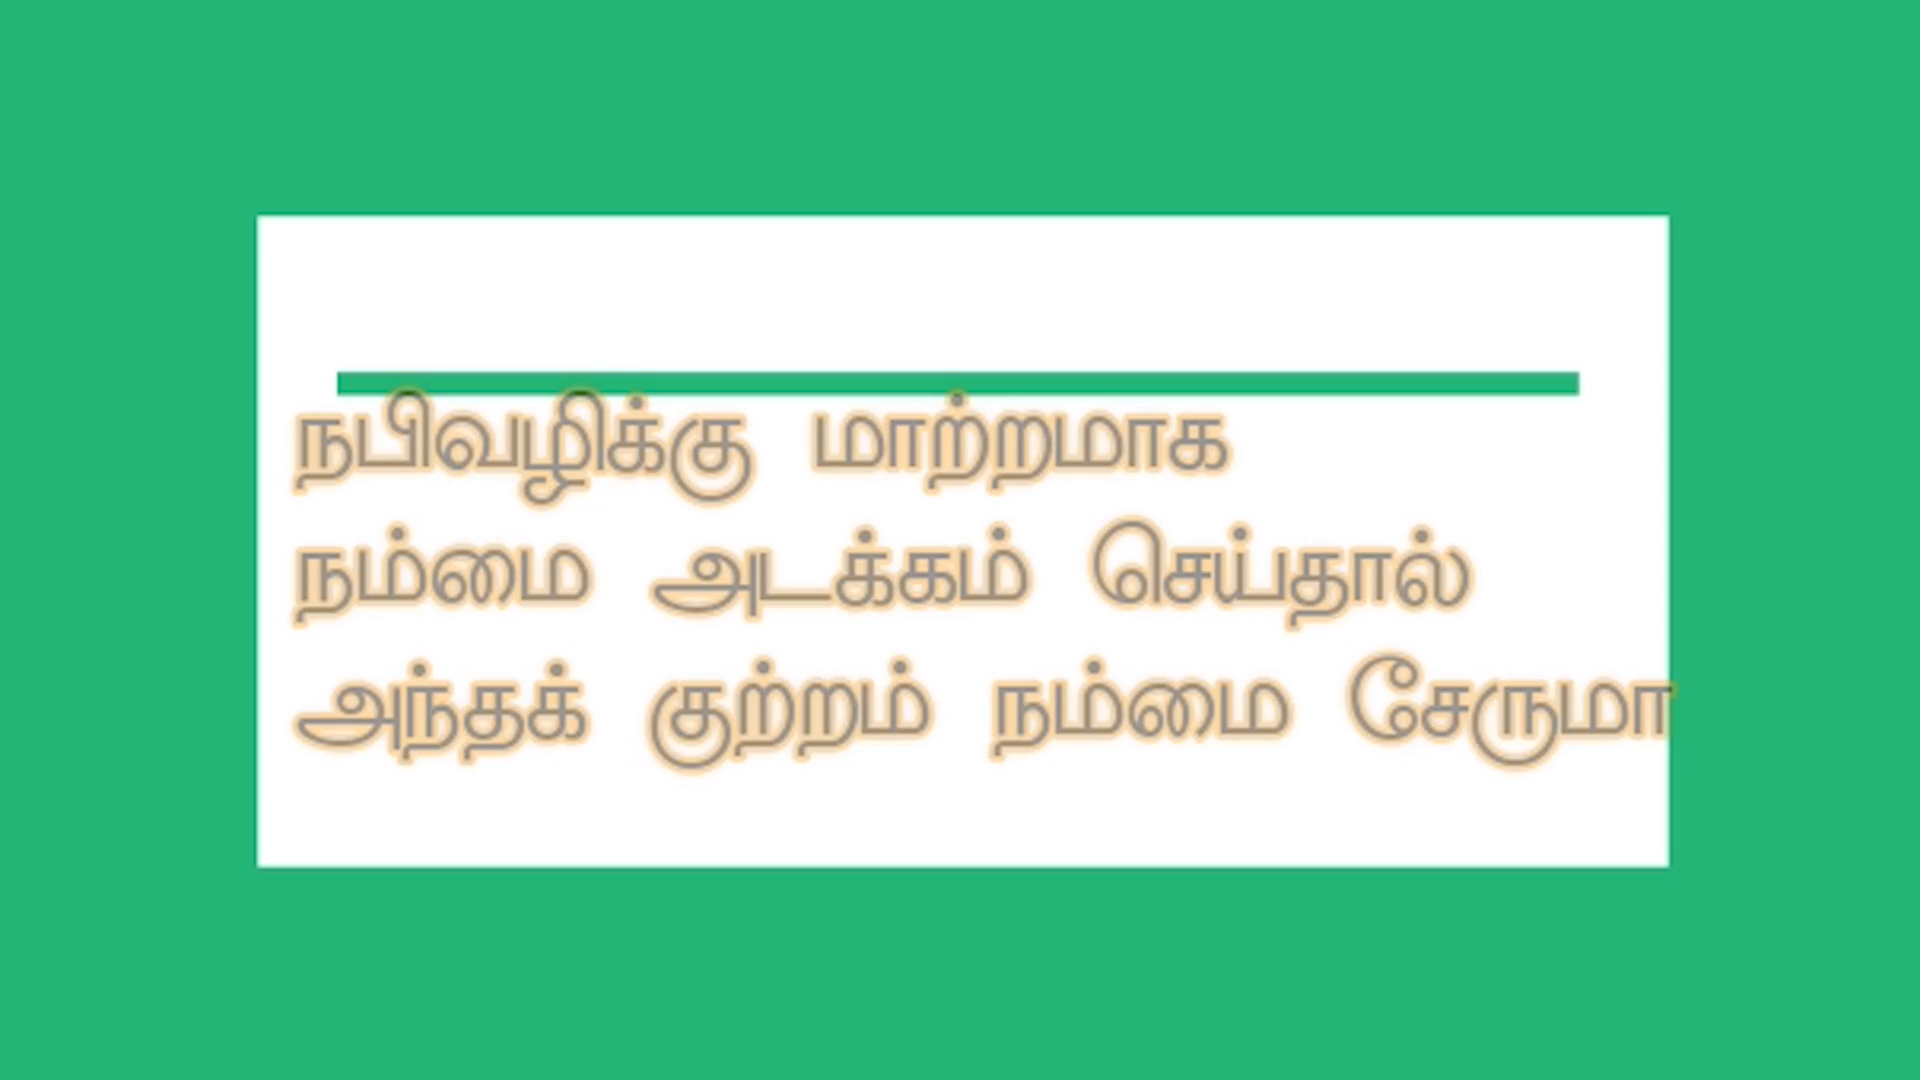 நபிவழிக்கு மாற்றமாக
நம்மை அடக்கம் செய்தால்
அந்தக் குற்றம் நம்மை சேருமா